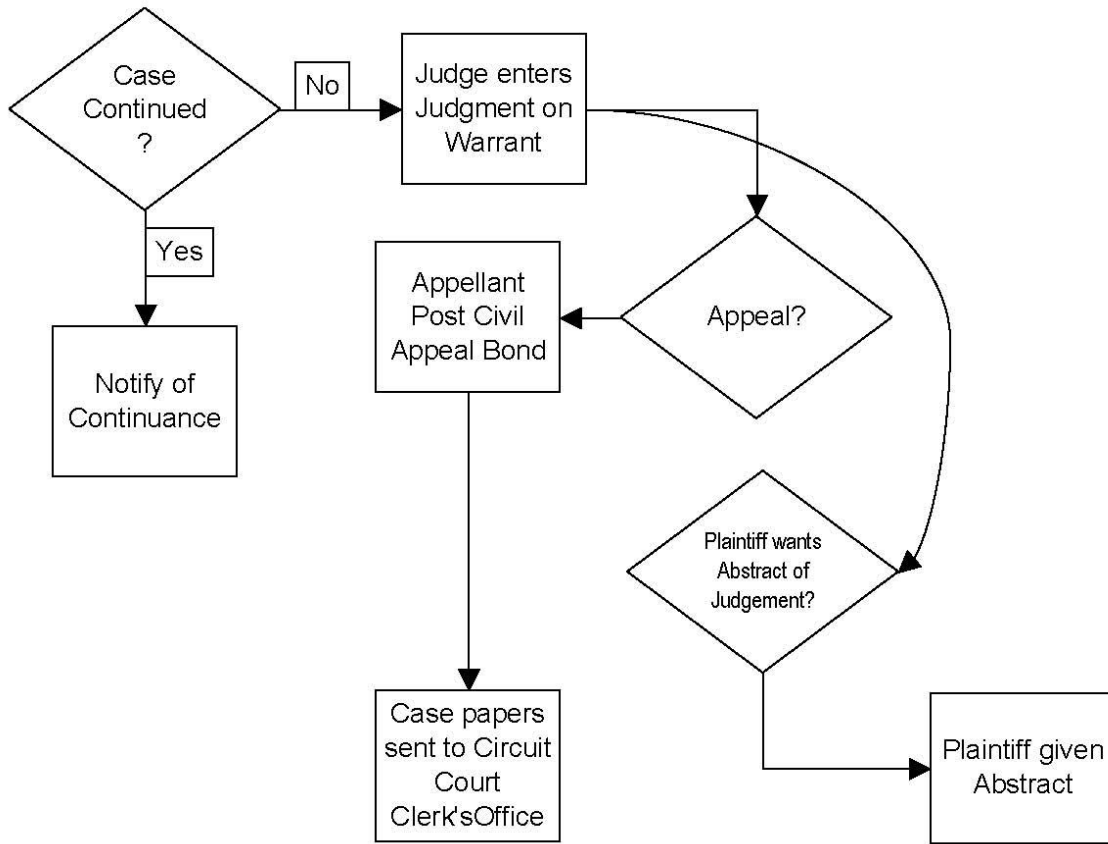 Case
Continued
?
No
Judge enters
Judgment on
Warrant
Yes
Notify of
Continuance
Appellant
Post Civil
Appeal Bond
Appeal?
Plaintiff wants
Abstract of
Judgement?
Case papers
sent to Circuit
Court
Clerk'sOffice
Plaintiff given
Abstract